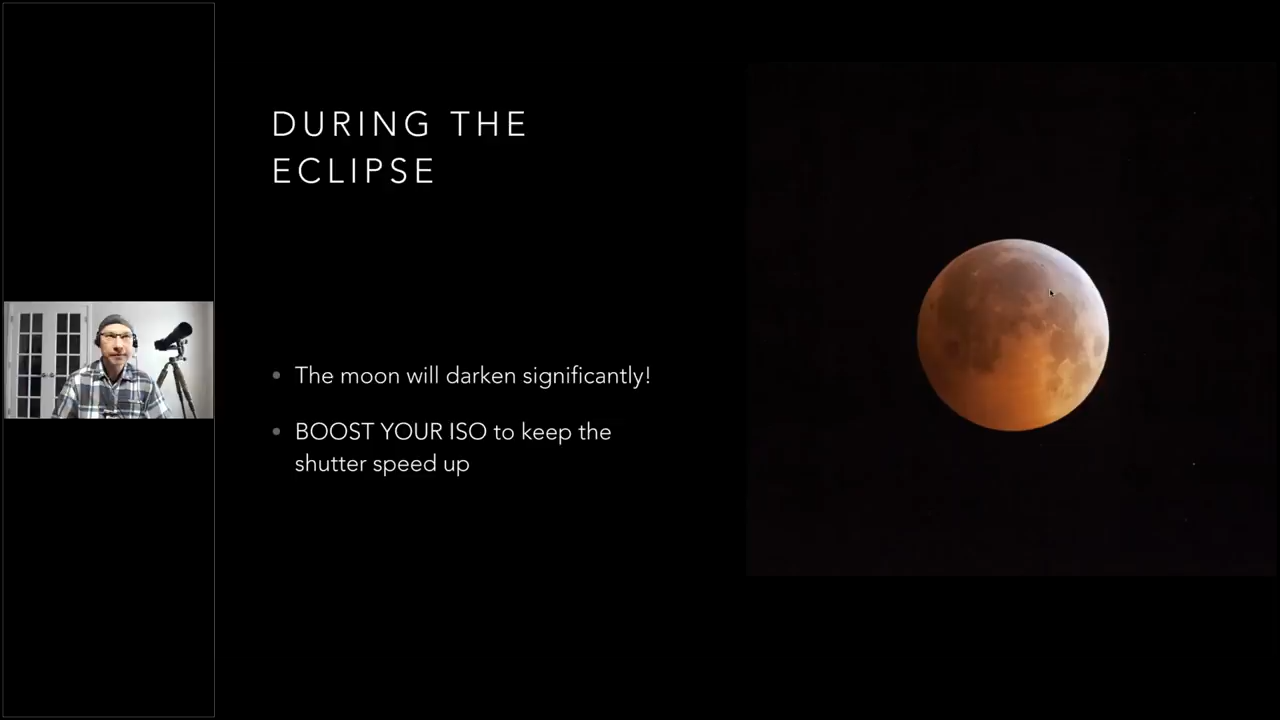 DURING THE
ECLIPSE
The moon will darken significantly!
BOOST YOUR ISO to keep the
shutter speed up